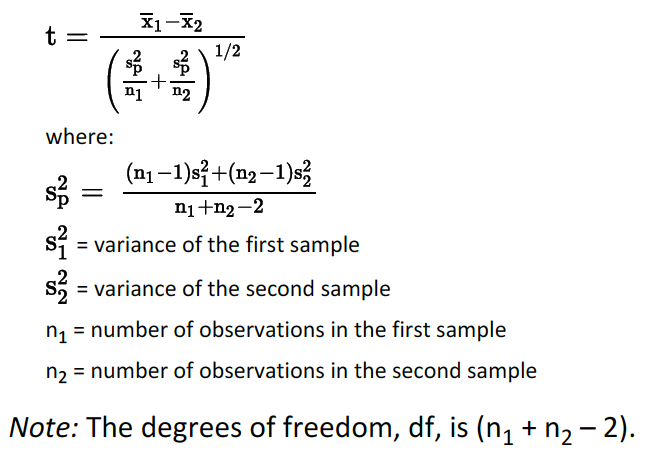 t = (x̄₁−x̄₂) / (s²ₚ/n₁ + s²ₚ/n₂)^1/2
where:
s²ₚ = ((n₁−1)s²₁+(n₂−1)s²₂) / (n₁+n₂−2)
s²₁ = variance of the first sample
s²₂ = variance of the second sample
n₁ = number of observations in the first sample
n₂ = number of observations in the second sample
Note: The degrees of freedom, df, is (n₁ + n₂ – 2).